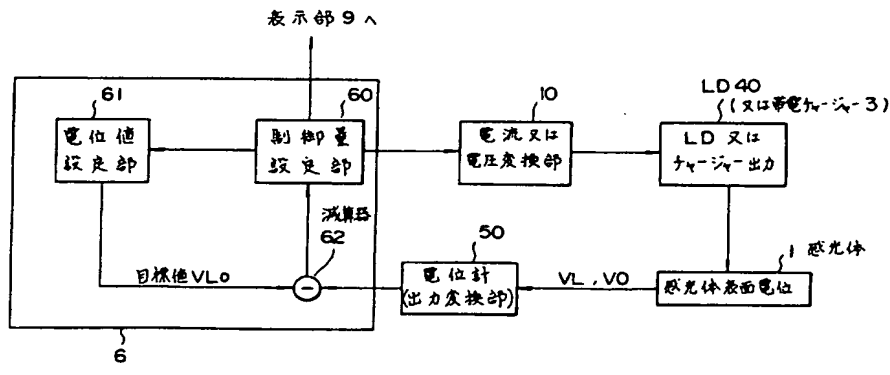 表示部9へ
61
電位値
設定部
60
制御量
設定部
10
電流又は
電圧変換部
LD40
(又は帯電チャージャー3)
LD又は
チャージャー出力
減算器
62
目標値VLO
50
電位計
(出力変換部)
VL,VO
1 感光体
感光体表面電位
6